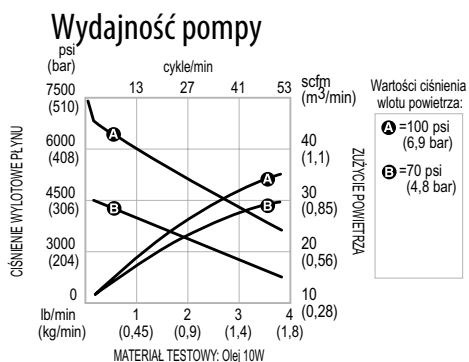 Wydajność pompy
psi
(bar)
cykle/min
13 27 41 53
scfm
(m³/min)
7500
(510)
6000
(408)
4500
(306)
3000
(204)
0
CIŚNIENIE WYLOTOWE PŁYNU
A
B
A
B
40
(1,1)
30
(0,85)
20
(0,56)
10
(0,28)
ZUŻYCIE POWIETRZA
lb/min 1 2 3 4
(kg/min) (0,45) (0,9) (1,4) (1,8)
MATERIAŁ TESTOWY: Olej 10W
Wartości ciśnienia
wlotu powietrza:
A =100 psi
(6,9 bar)
B =70 psi
(4,8 bar)